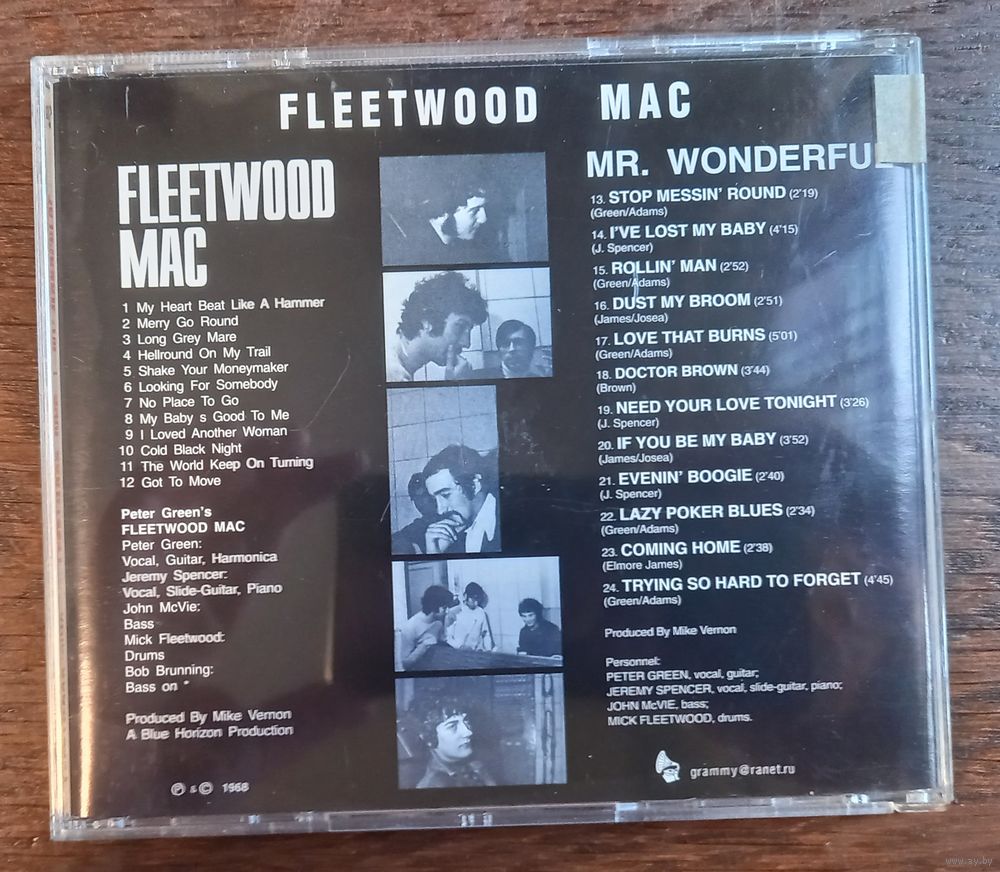 FLEETWOOD MAC
FLEETWOOD
MAC
1 My Heart Beat Like A Hammer
2 Merry Go Round
3 Long Grey Mare
4 Hellround On My Trail
5 Shake Your Moneymaker
6 Looking For Somebody
7 No Place To Go
8 My Baby s Good To Me
9 I Loved Another Woman
10 Cold Black Night
11 The World Keep On Turning
12 Got To Move
Peter Green's
FLEETWOOD MAC
Peter Green:
Vocal, Guitar, Harmonica
Jeremy Spencer:
Vocal, Slide-Guitar, Piano
John McVie:
Bass
Mick Fleetwood:
Drums
Bob Brunning:
Bass on *
Produced By Mike Vernon
A Blue Horizon Production
℗ & © 1968
MR. WONDERFUL
13. STOP MESSIN' ROUND (2'19)
(Green/Adams)
14. I'VE LOST MY BABY (4'15)
(J. Spencer)
15. ROLLIN' MAN (2'52)
(Green/Adams)
16. DUST MY BROOM (2'51)
(James/Josea)
17. LOVE THAT BURNS (5'01)
(Green/Adams)
18. DOCTOR BROWN (3'44)
(Brown)
19. NEED YOUR LOVE TONIGHT (3'26)
(J. Spencer)
20. IF YOU BE MY BABY (3'52)
(James/Josea)
21. EVENIN' BOOGIE (2'40)
(J. Spencer)
22. LAZY POKER BLUES (2'34)
(Green/Adams)
23. COMING HOME (2'38)
(Elmore James)
24. TRYING SO HARD TO FORGET (4'45)
(Green/Adams)
Produced By Mike Vernon
Personnel:
PETER GREEN, vocal, guitar;
JEREMY SPENCER, vocal, slide-guitar, piano;
JOHN McVIE, bass;
MICK FLEETWOOD, drums.
grammy@ranet.ru
www.ay.by